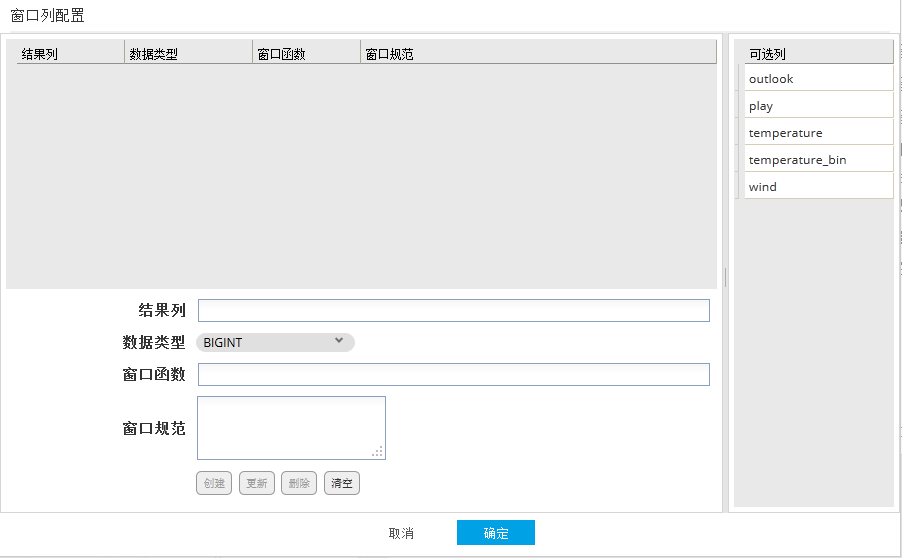 窗口列配置
结果列 数据类型 窗口函数 窗口规范
可选列
outlook
play
temperature
temperature_bin
wind
结果列
数据类型 BIGINT
窗口函数
窗口规范
创建 更新 删除 清空
取消 确定